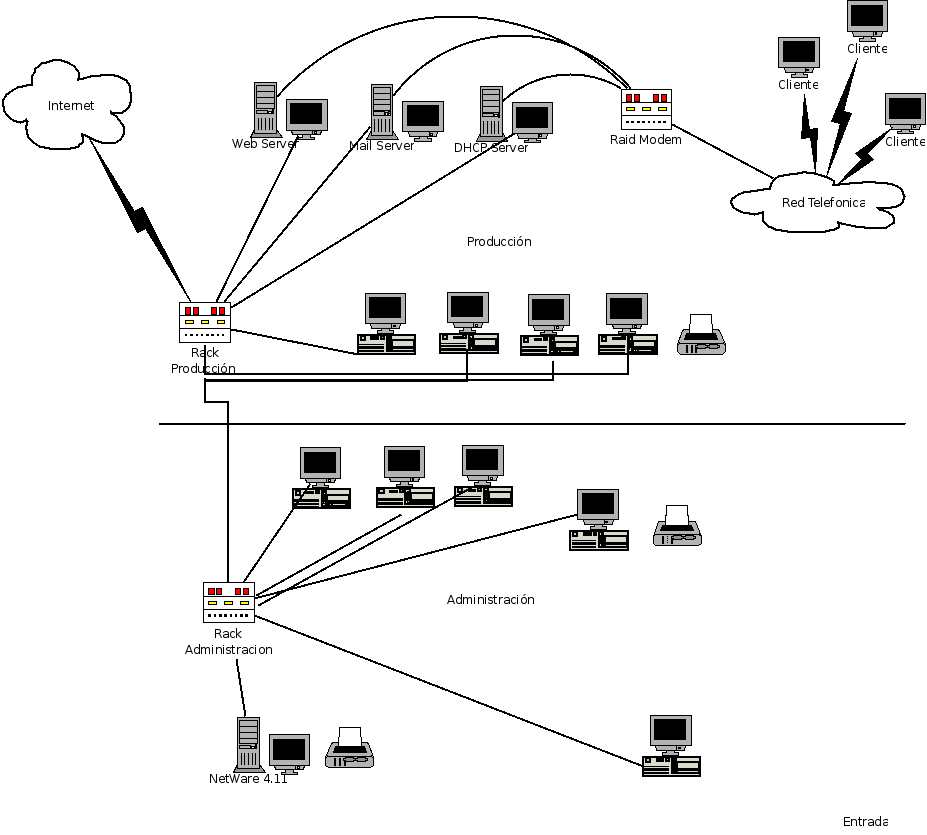 Cliente
Cliente
Internet
Cliente
Web Server
Mail Server
DHCP Server
Raid Modem
Red Telefonica
Producción
Rack
Producción
Administración
Rack
Administracion
NetWare 4.11
Entrada